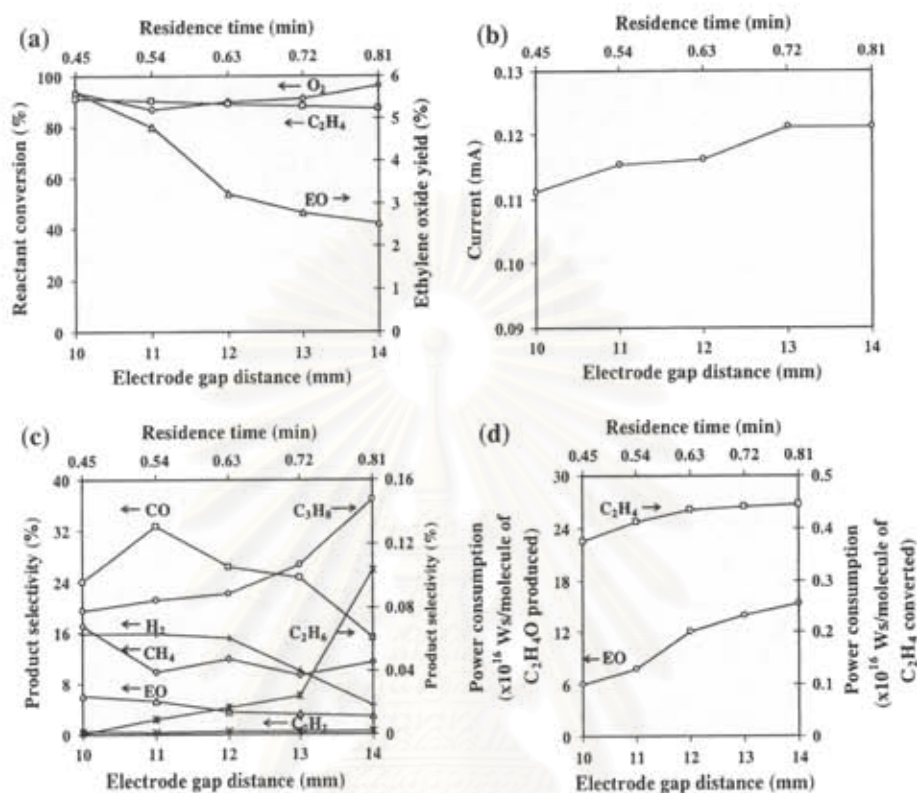 (a)
Residence time (min)
0.45 0.54 0.63 0.72 0.81
100 80 60 40 20 0
Reactant conversion (%)
6 5 4 3 2 1 0
Ethylene oxide yield (%)
← O₂
← C₂H₄
EO →
10 11 12 13 14
Electrode gap distance (mm)
(b)
Residence time (min)
0.45 0.54 0.63 0.72 0.81
0.13 0.12 0.11 0.10 0.09
Current (mA)
10 11 12 13 14
Electrode gap distance (mm)
(c)
Residence time (min)
0.45 0.54 0.63 0.72 0.81
40 32 24 16 8 0
Product selectivity (%)
0.16 0.12 0.08 0.04 0
Product selectivity (%)
← CO
C₃H₈
H₂
CH₄
EO
C₂H₆
C₂H₂
10 11 12 13 14
Electrode gap distance (mm)
(d)
Residence time (min)
0.45 0.54 0.63 0.72 0.81
30 24 18 12 6 0
Power consumption
(x10¹⁶ Ws/molecule of
C₂H₄O produced)
0.5 0.4 0.3 0.2 0.1 0
Power consumption
(x10¹⁶ Ws/molecule of
C₂H₄ converted)
C₂H₄ →
← EO
10 11 12 13 14
Electrode gap distance (mm)